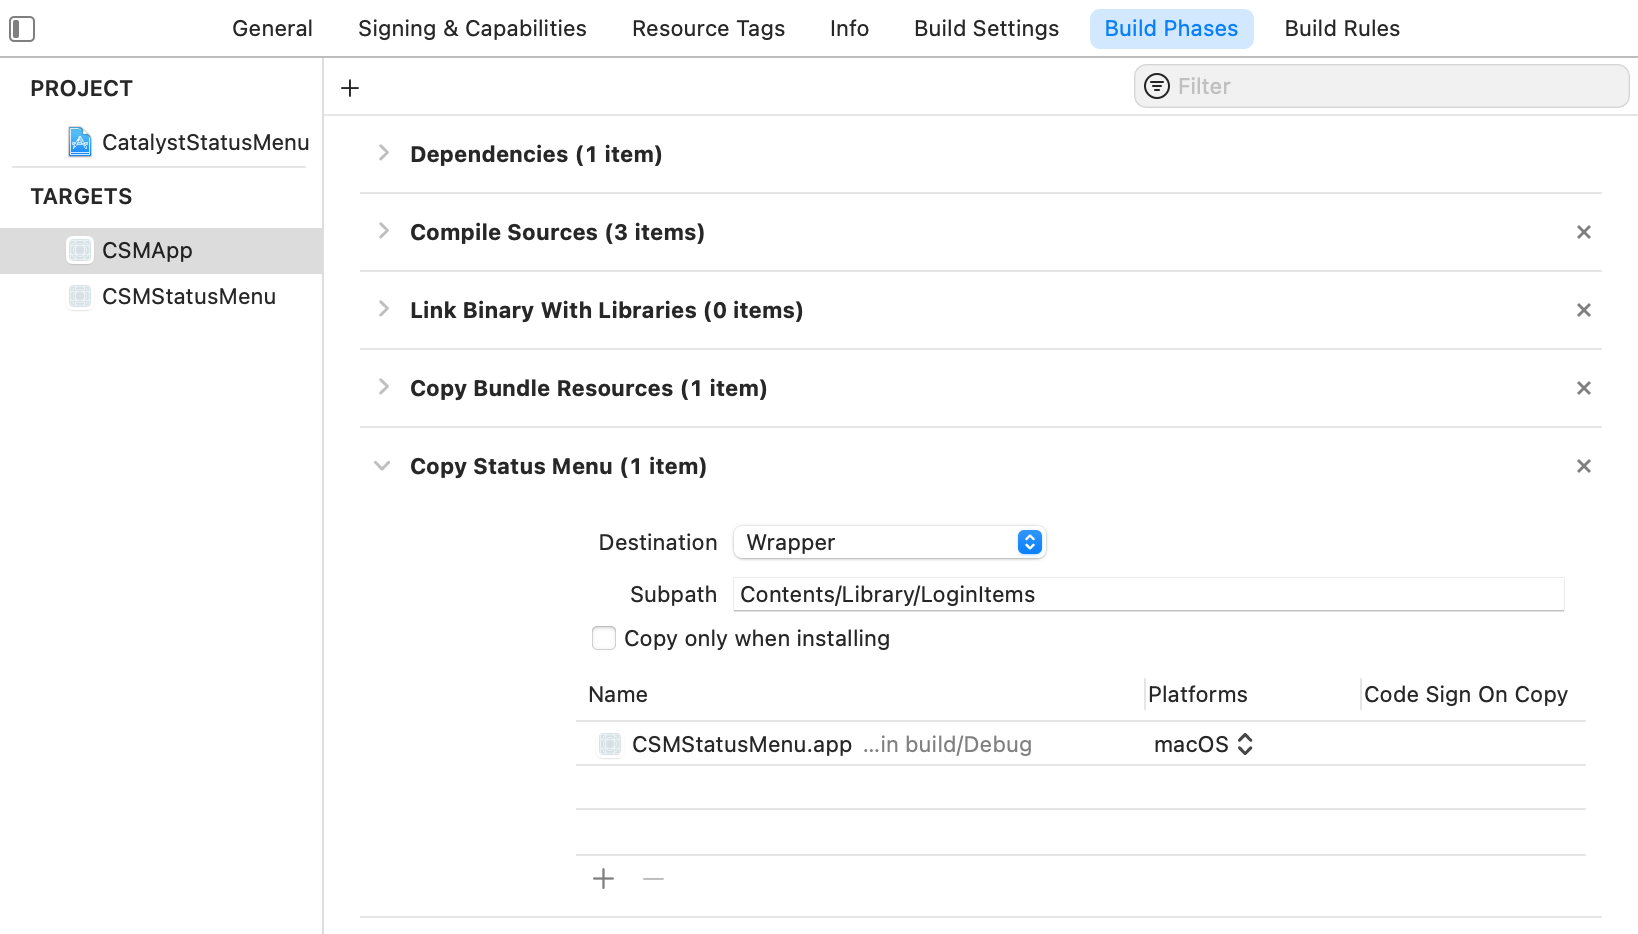 General Signing & Capabilities Resource Tags Info Build Settings Build Phases Build Rules
PROJECT
CatalystStatusMenu
TARGETS
CSMApp
CSMStatusMenu
Filter
Dependencies (1 item)
Compile Sources (3 items)
Link Binary With Libraries (0 items)
Copy Bundle Resources (1 item)
Copy Status Menu (1 item)
Destination Wrapper
Subpath Contents/Library/LoginItems
Copy only when installing
Name Platforms Code Sign On Copy
CSMStatusMenu.app ...in build/Debug macOS